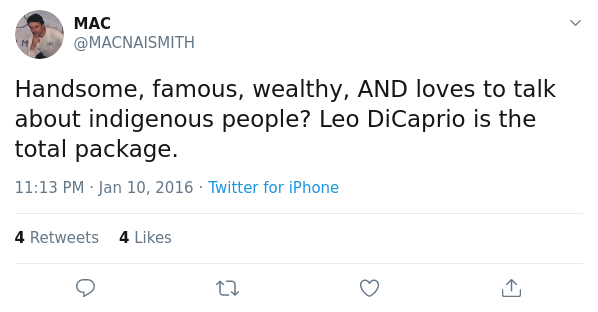 MAC
@MACNAISMITH
Handsome, famous, wealthy, AND loves to talk
about indigenous people? Leo DiCaprio is the
total package.
11:13 PM · Jan 10, 2016 · Twitter for iPhone
4 Retweets 4 Likes